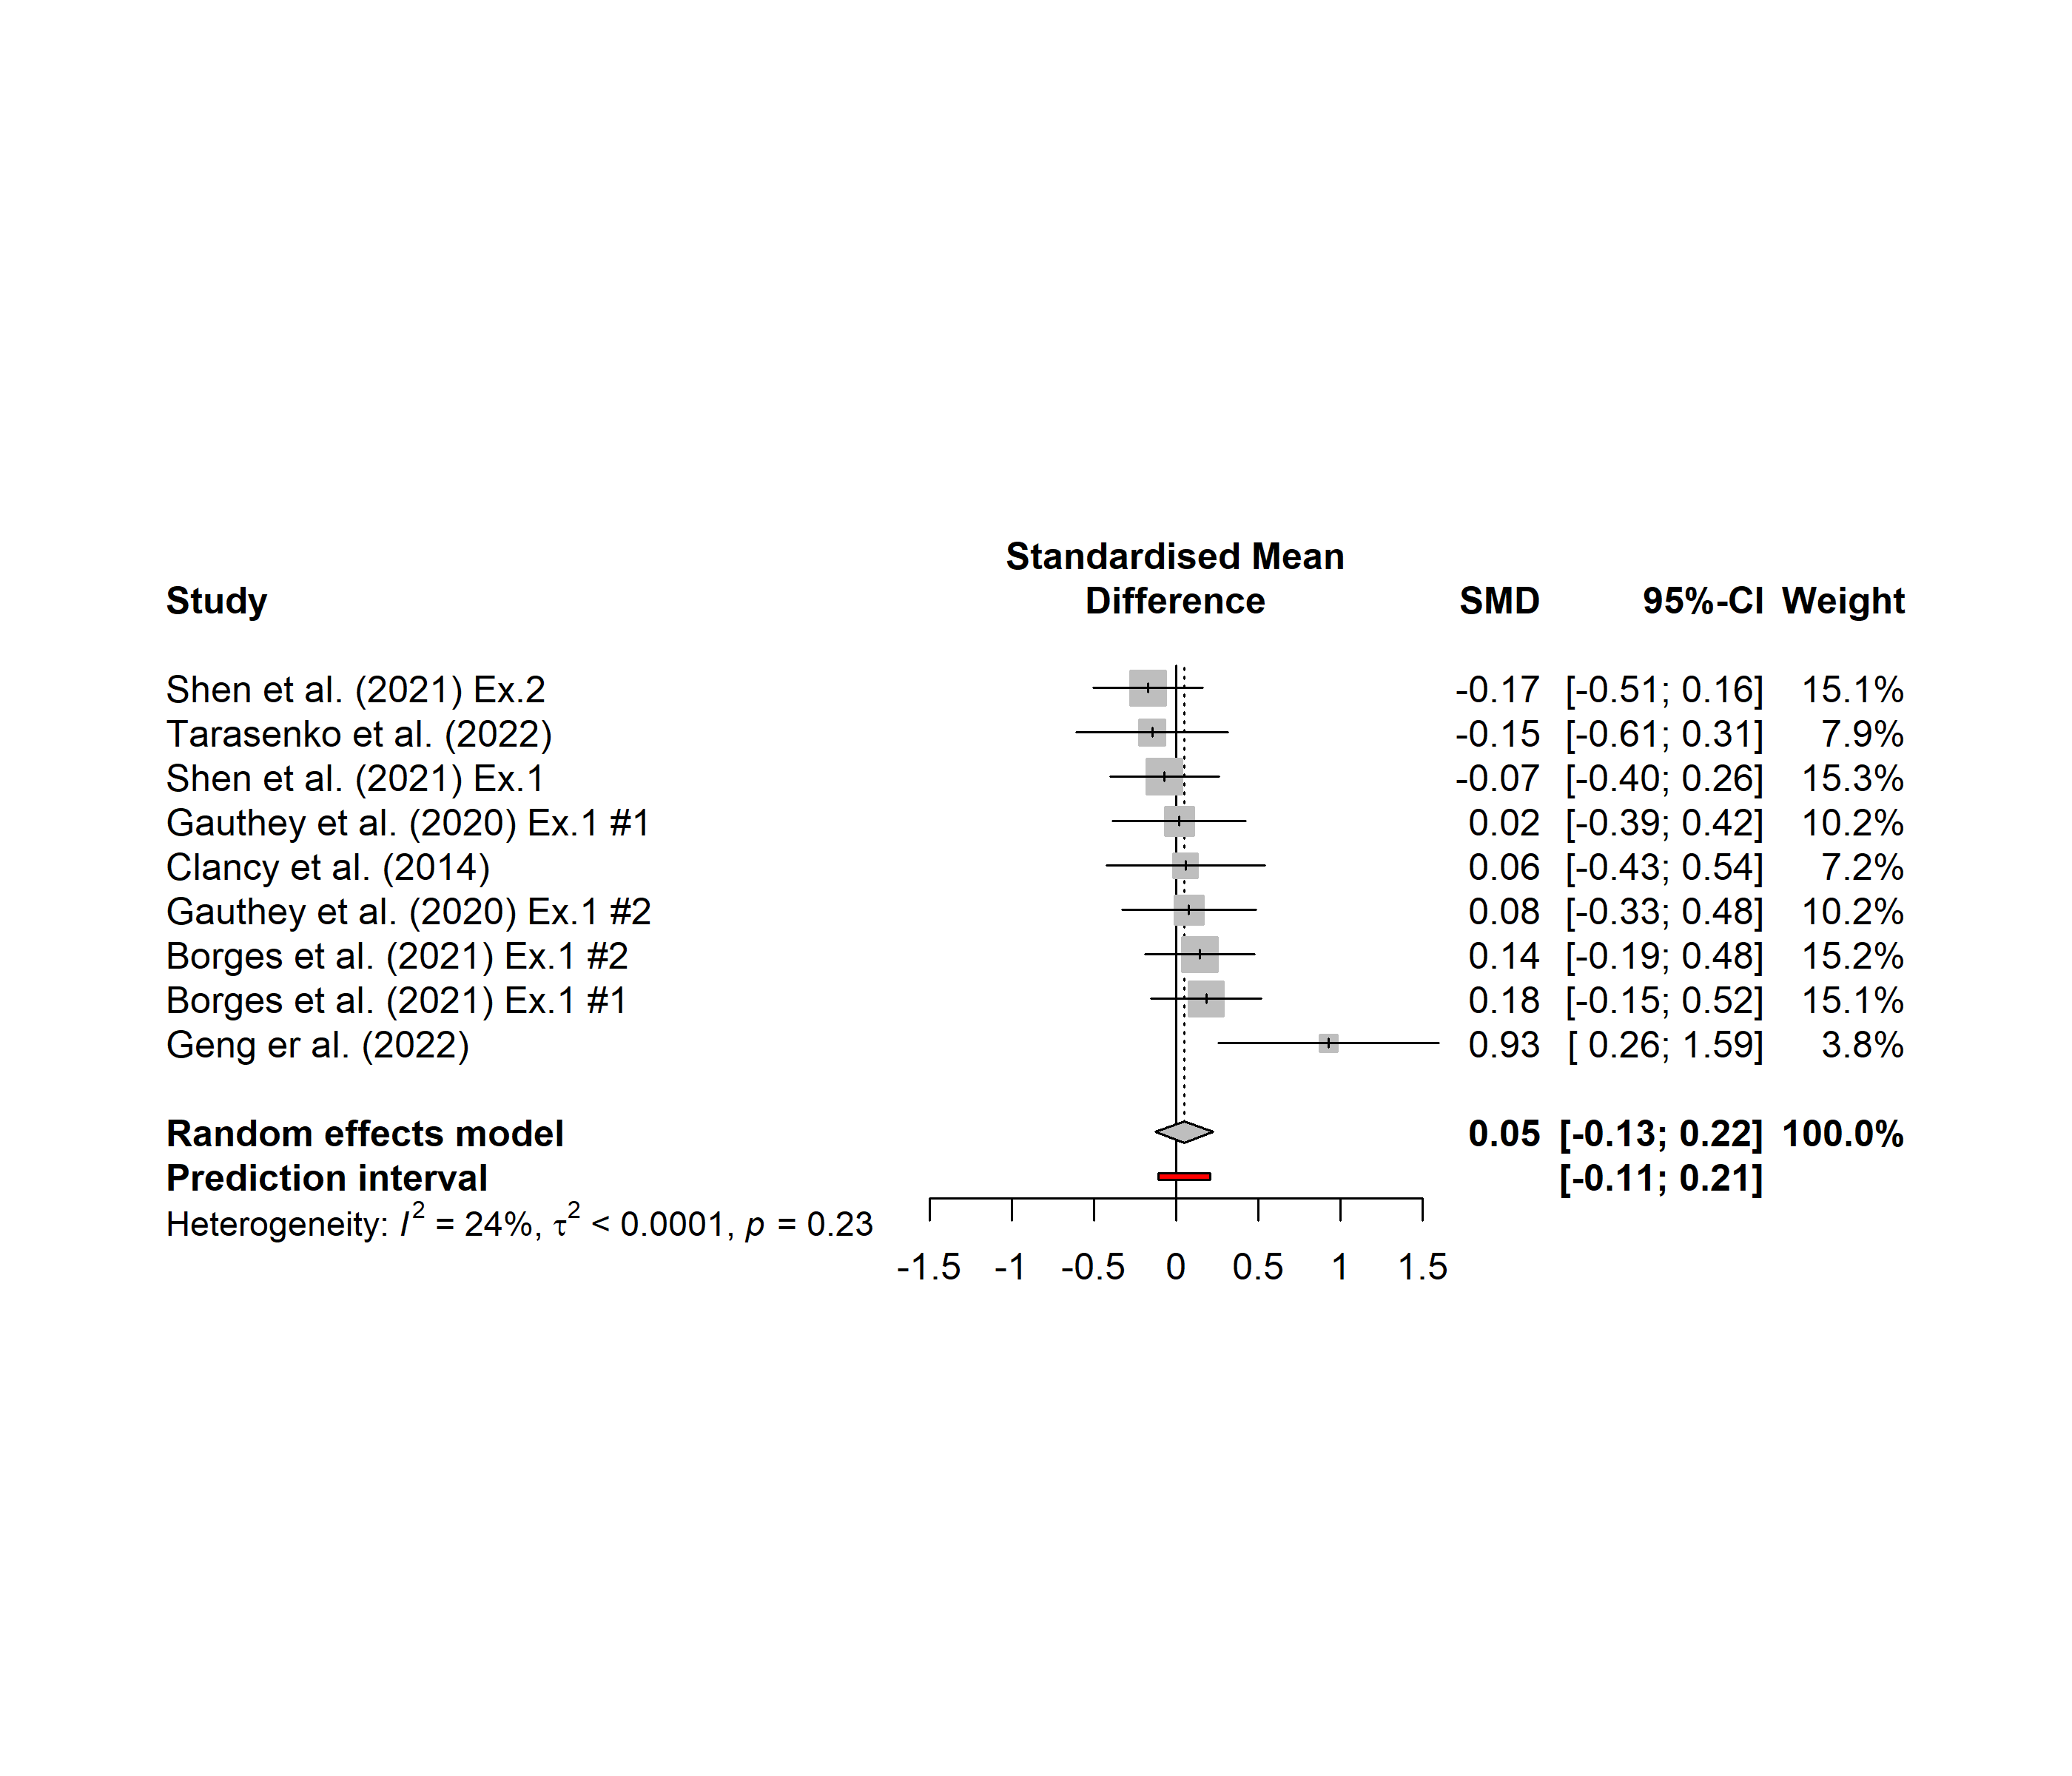 Standardised Mean
Study Difference SMD 95%-CI Weight
Shen et al. (2021) Ex.2 -0.17 [-0.51; 0.16] 15.1%
Tarasenko et al. (2022) -0.15 [-0.61; 0.31] 7.9%
Shen et al. (2021) Ex.1 -0.07 [-0.40; 0.26] 15.3%
Gauthey et al. (2020) Ex.1 #1 0.02 [-0.39; 0.42] 10.2%
Clancy et al. (2014) 0.06 [-0.43; 0.54] 7.2%
Gauthey et al. (2020) Ex.1 #2 0.08 [-0.33; 0.48] 10.2%
Borges et al. (2021) Ex.1 #2 0.14 [-0.19; 0.48] 15.2%
Borges et al. (2021) Ex.1 #1 0.18 [-0.15; 0.52] 15.1%
Geng er al. (2022) 0.93 [ 0.26; 1.59] 3.8%
Random effects model 0.05 [-0.13; 0.22] 100.0%
Prediction interval [-0.11; 0.21]
Heterogeneity: I² = 24%, τ² < 0.0001, p = 0.23
-1.5 -1 -0.5 0 0.5 1 1.5